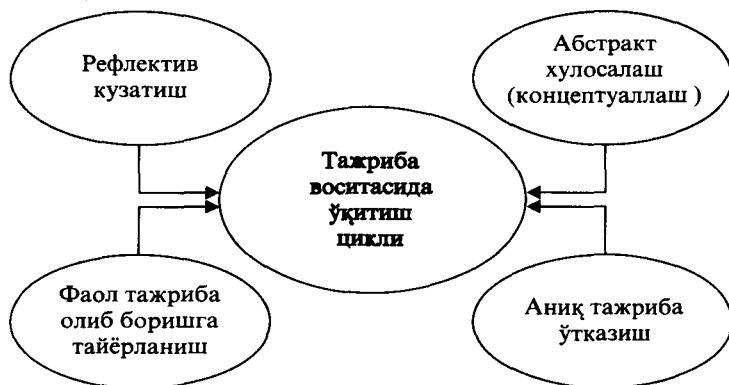 Рефлектив
кузатиш
Абстракт
хулосалаш
(концептуаллаш )
Тажриба
воситасида
ўқитиш
цикли
Фаол тажриба
олиб боришга
тайёрланиш
Аниқ тажриба
ўтказиш